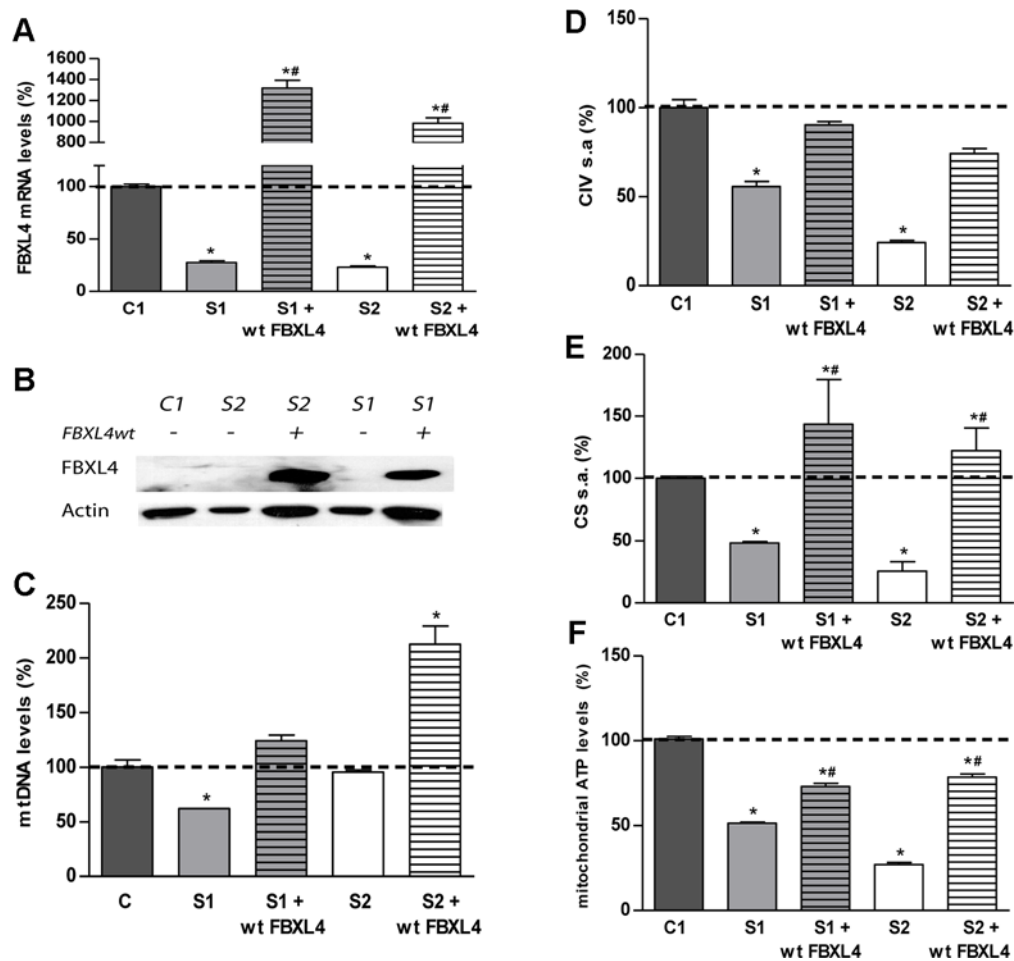 A
FBXL4 mRNA levels (%)
1600
1400
1200
1000
800
100
50
0
*
*#
*
*#
C1 S1 S1 + S2 S2 +
wt FBXL4 wt FBXL4
B
C1 S2 S2 S1 S1
FBXL4wt - - + - +
FBXL4
Actin
C
mtDNA levels (%)
250
200
150
100
50
0
*
*
C S1 S1 + S2 S2 +
wt FBXL4 wt FBXL4
D
CIV s.a (%)
150
100
50
0
*
*
C1 S1 S1 + S2 S2 +
wt FBXL4 wt FBXL4
E
CS s.a. (%)
200
150
100
50
0
*
*#
*
*#
C1 S1 S1 + S2 S2 +
wt FBXL4 wt FBXL4
F
mitochondrial ATP levels (%)
150
100
50
0
*
*#
*
*#
C1 S1 S1 + S2 S2 +
wt FBXL4 wt FBXL4